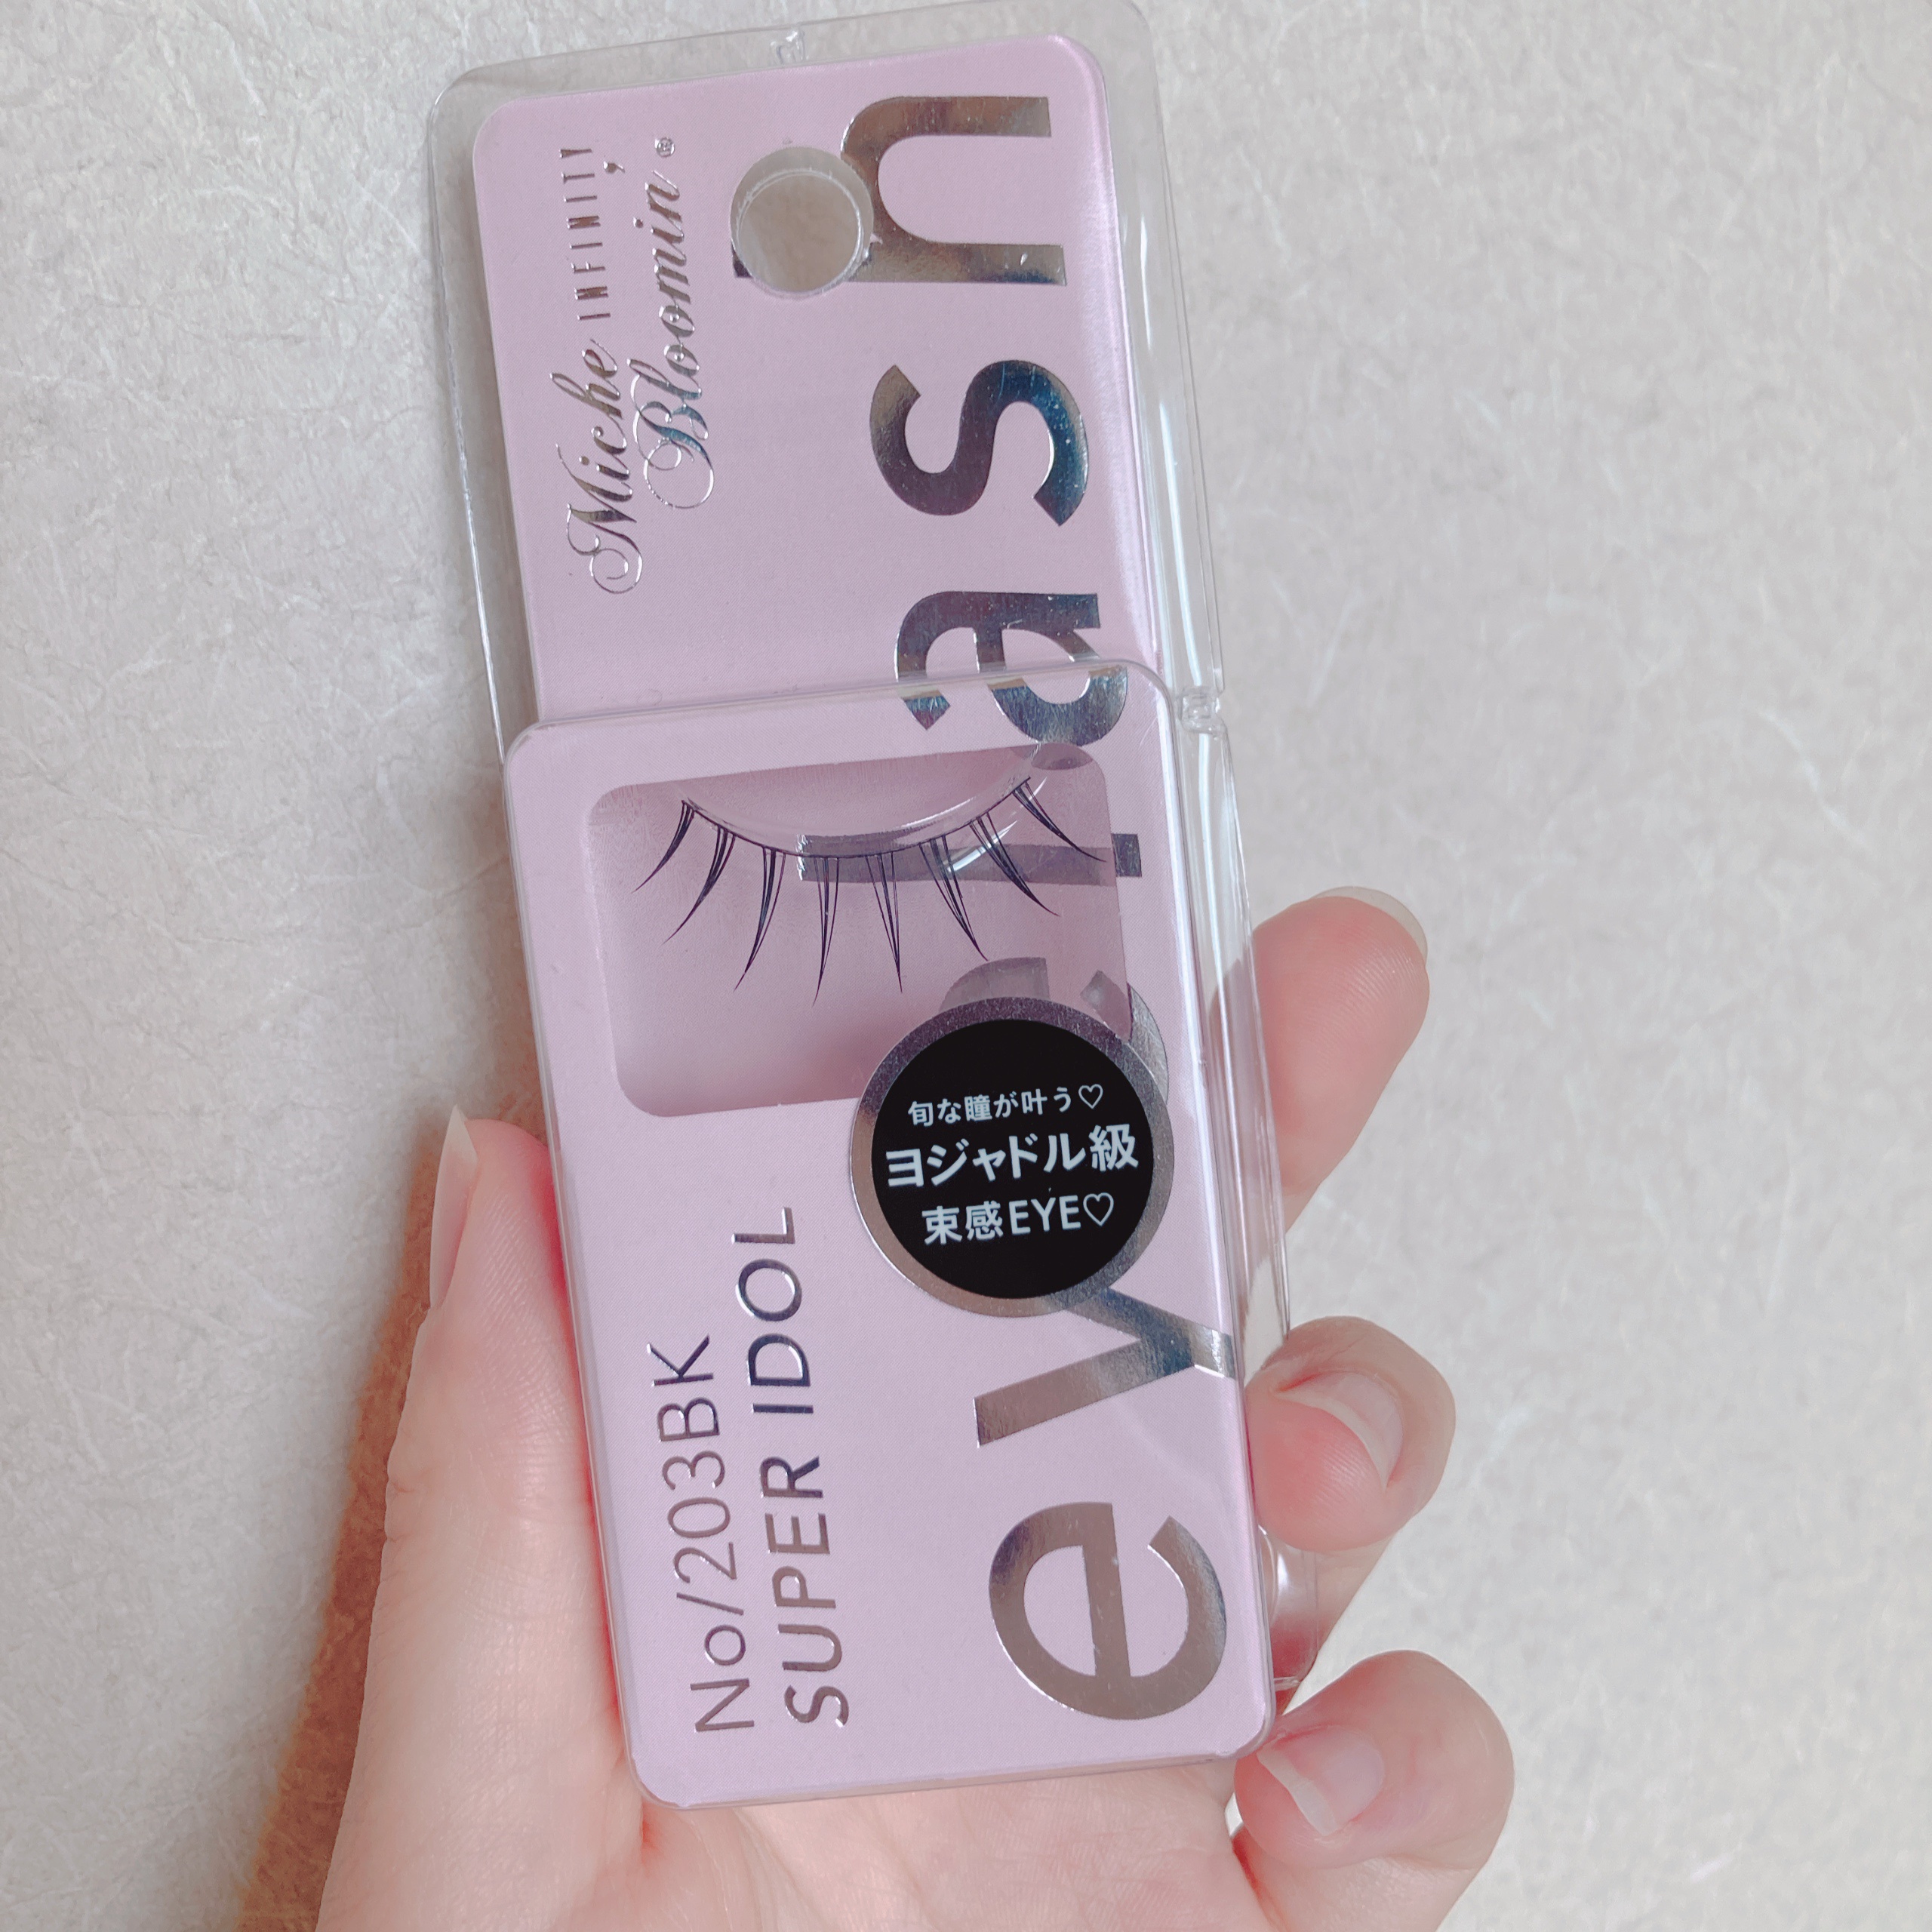 Miche INFINITY
Bloomin'®
eyelash
旬な瞳が叶う♡
ヨジャドル級
束感EYE♡
No/203BK
SUPER IDOL